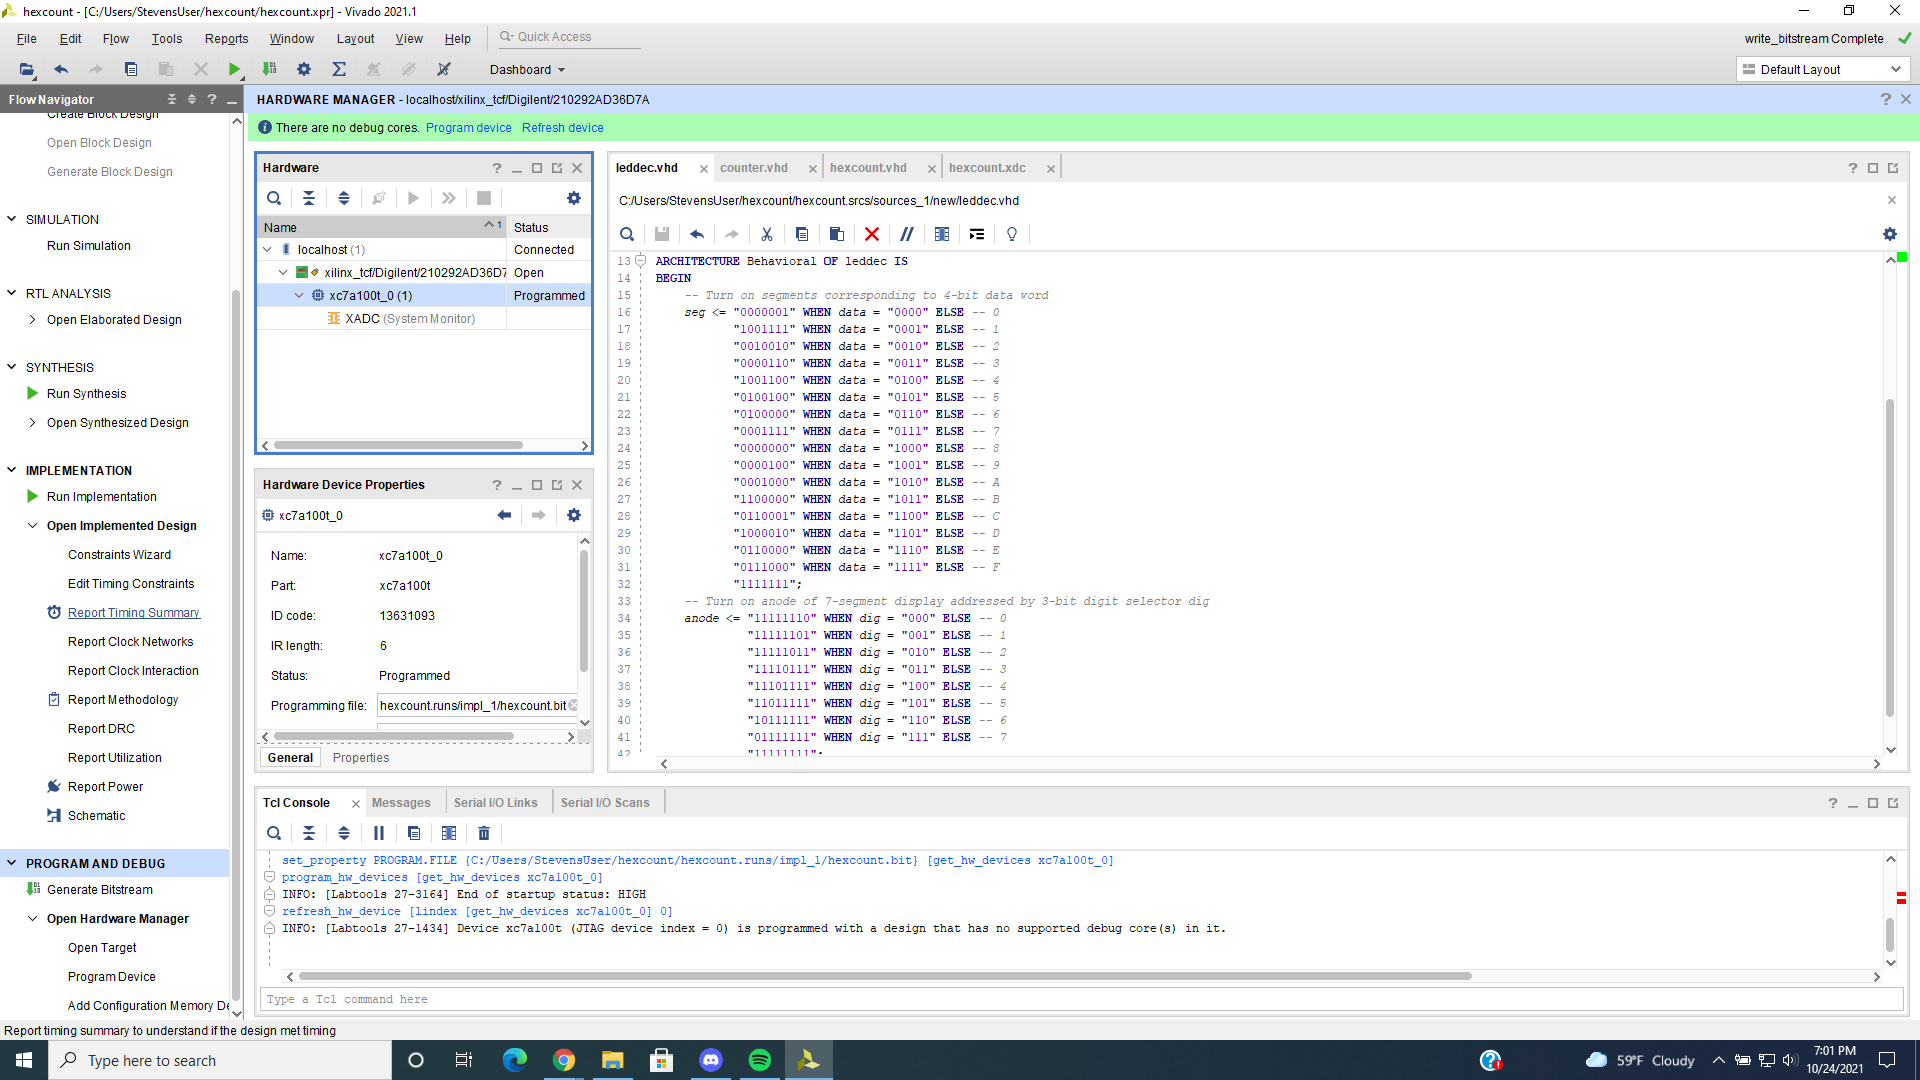 hexcount - [C:/Users/StevensUser/hexcount/hexcount.xpr] - Vivado 2021.1
File Edit Flow Tools Reports Window Layout View Help Quick Access
write_bitstream Complete
Dashboard
Default Layout
Flow Navigator
HARDWARE MANAGER - localhost/xilinx_tcf/Digilent/210292AD36D7A
There are no debug cores. Program device Refresh device
Create Block Design
Open Block Design
Generate Block Design
SIMULATION
Run Simulation
RTL ANALYSIS
Open Elaborated Design
SYNTHESIS
Run Synthesis
Open Synthesized Design
IMPLEMENTATION
Run Implementation
Open Implemented Design
Constraints Wizard
Edit Timing Constraints
Report Timing Summary
Report Clock Networks
Report Clock Interaction
Report Methodology
Report DRC
Report Utilization
Report Power
Schematic
PROGRAM AND DEBUG
Generate Bitstream
Open Hardware Manager
Open Target
Program Device
Add Configuration Memory De
Hardware
Name 1 Status
localhost (1) Connected
xilinx_tcf/Digilent/210292AD36D7 Open
xc7a100t_0 (1) Programmed
XADC (System Monitor)
Hardware Device Properties
xc7a100t_0
Name: xc7a100t_0
Part: xc7a100t
ID code: 13631093
IR length: 6
Status: Programmed
Programming file: hexcount.runs/impl_1/hexcount.bit
General Properties
leddec.vhd counter.vhd hexcount.vhd hexcount.xdc
C:/Users/StevensUser/hexcount/hexcount.srcs/sources_1/new/leddec.vhd
13 ARCHITECTURE Behavioral OF leddec IS
14 BEGIN
15 -- Turn on segments corresponding to 4-bit data word
16 seg <= "0000001" WHEN data = "0000" ELSE -- 0
17 "1001111" WHEN data = "0001" ELSE -- 1
18 "0010010" WHEN data = "0010" ELSE -- 2
19 "0000110" WHEN data = "0011" ELSE -- 3
20 "1001100" WHEN data = "0100" ELSE -- 4
21 "0100100" WHEN data = "0101" ELSE -- 5
22 "0100000" WHEN data = "0110" ELSE -- 6
23 "0001111" WHEN data = "0111" ELSE -- 7
24 "0000000" WHEN data = "1000" ELSE -- 8
25 "0000100" WHEN data = "1001" ELSE -- 9
26 "0001000" WHEN data = "1010" ELSE -- A
27 "1100000" WHEN data = "1011" ELSE -- B
28 "0110001" WHEN data = "1100" ELSE -- C
29 "1000010" WHEN data = "1101" ELSE -- D
30 "0110000" WHEN data = "1110" ELSE -- E
31 "0111000" WHEN data = "1111" ELSE -- F
32 "1111111";
33 -- Turn on anode of 7-segment display addressed by 3-bit digit selector dig
34 anode <= "11111110" WHEN dig = "000" ELSE -- 0
35 "11111101" WHEN dig = "001" ELSE -- 1
36 "11111011" WHEN dig = "010" ELSE -- 2
37 "11110111" WHEN dig = "011" ELSE -- 3
38 "11101111" WHEN dig = "100" ELSE -- 4
39 "11011111" WHEN dig = "101" ELSE -- 5
40 "10111111" WHEN dig = "110" ELSE -- 6
41 "01111111" WHEN dig = "111" ELSE -- 7
42 "11111111";
Tcl Console Messages Serial I/O Links Serial I/O Scans
set_property PROGRAM.FILE {C:/Users/StevensUser/hexcount/hexcount.runs/impl_1/hexcount.bit} [get_hw_devices xc7a100t_0]
program_hw_devices [get_hw_devices xc7a100t_0]
INFO: [Labtools 27-3164] End of startup status: HIGH
refresh_hw_device [lindex [get_hw_devices xc7a100t_0] 0]
INFO: [Labtools 27-1434] Device xc7a100t (JTAG device index = 0) is programmed with a design that has no supported debug core(s) in it.
Type a Tcl command here
Report timing summary to understand if the design met timing
Type here to search
59°F Cloudy
7:01 PM
10/24/2021